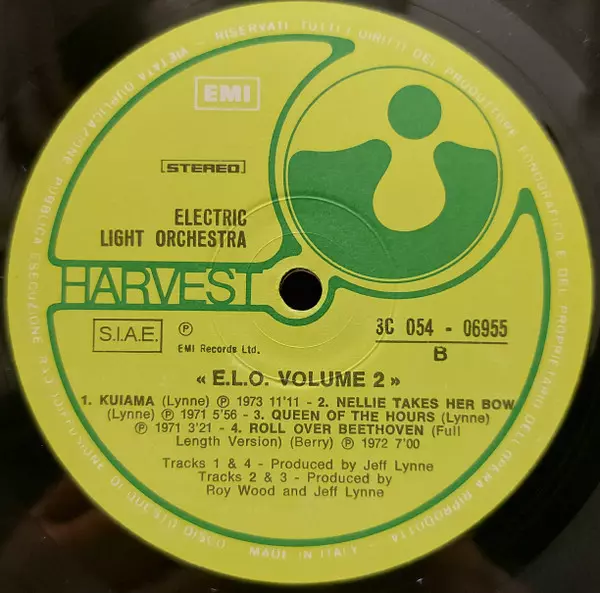 RISERVATI TUTTI I DIRITTI DEL PRODUTTORE FONOGRAFICO E DEL PROPRIETARIO DELL'OPERA RIPRODOTTA
VIETATA DUPLICAZIONE PUBBLICA ESECUZIONE
EMI
STEREO
ELECTRIC
LIGHT ORCHESTRA
HARVEST
S.I.A.E.
Ⓟ
EMI Records Ltd.
3C 054 - 06955
B
« E.L.O. VOLUME 2 »
1. KUIAMA (Lynne) Ⓟ 1973 11'11 - 2. NELLIE TAKES HER BOW
(Lynne) Ⓟ 1971 5'56 - 3. QUEEN OF THE HOURS (Lynne)
Ⓟ 1971 3'21 - 4. ROLL OVER BEETHOVEN (Full
Length Version) (Berry) Ⓟ 1972 7'00
Tracks 1 & 4 - Produced by Jeff Lynne
Tracks 2 & 3 - Produced by
Roy Wood and Jeff Lynne
MADE IN ITALY